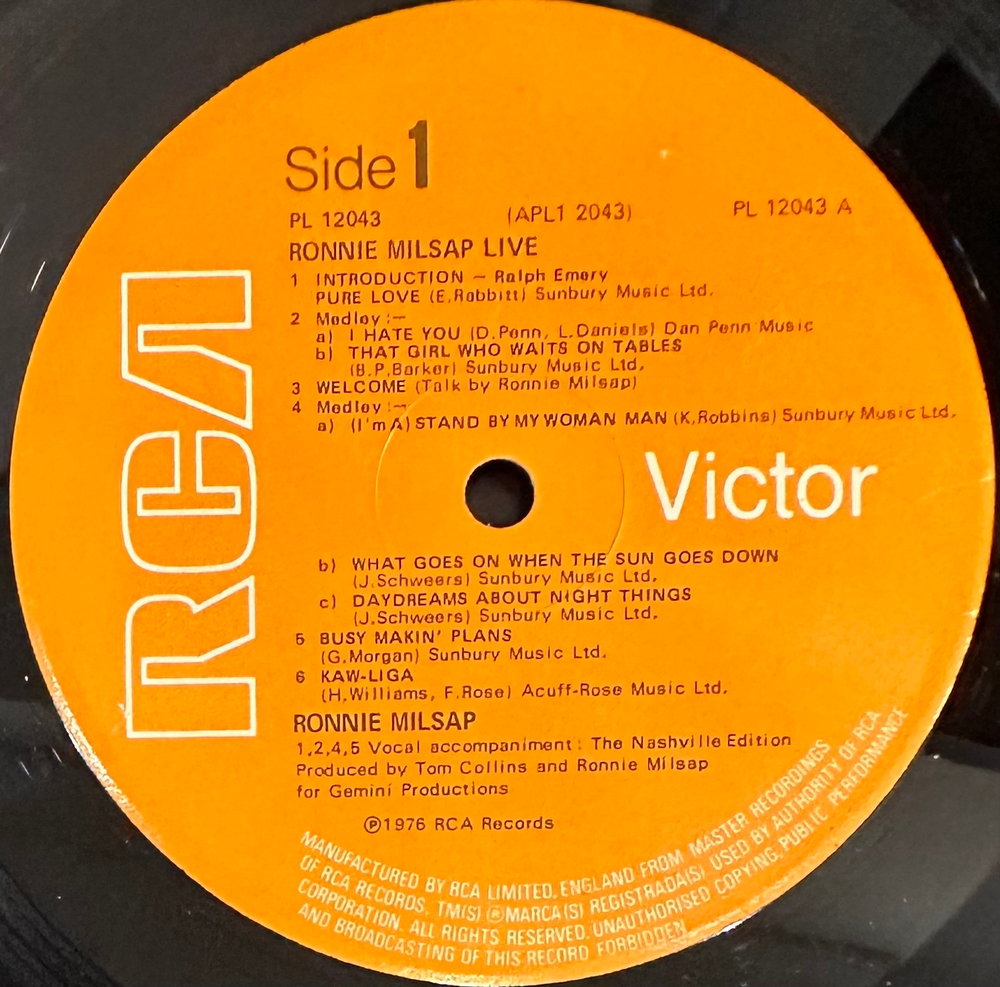 Side 1
PL 12043 (APL1 2043) PL 12043 A
RONNIE MILSAP LIVE
1 INTRODUCTION – Ralph Emery
PURE LOVE (E.Rabbitt) Sunbury Music Ltd.
2 Medley :–
a) I HATE YOU (D.Penn, L.Daniels) Dan Penn Music
b) THAT GIRL WHO WAITS ON TABLES
(B.P.Barker) Sunbury Music Ltd.
3 WELCOME (Talk by Ronnie Milsap)
4 Medley :–
a) (I'm A) STAND BY MY WOMAN MAN (K.Robbins) Sunbury Music Ltd.
RCA
Victor
b) WHAT GOES ON WHEN THE SUN GOES DOWN
(J.Schweers) Sunbury Music Ltd.
c) DAYDREAMS ABOUT NIGHT THINGS
(J.Schweers) Sunbury Music Ltd.
5 BUSY MAKIN' PLANS
(G.Morgan) Sunbury Music Ltd.
6 KAW-LIGA
(H.Williams, F.Rose) Acuff-Rose Music Ltd.
RONNIE MILSAP
1,2,4,5 Vocal accompaniment : The Nashville Edition
Produced by Tom Collins and Ronnie Milsap
for Gemini Productions
℗1976 RCA Records
MANUFACTURED BY RCA LIMITED, ENGLAND FROM MASTER RECORDINGS
OF RCA RECORDS. TM(S) ® MARCA(S) REGISTRADA(S) USED BY AUTHORITY OF RCA
CORPORATION. ALL RIGHTS RESERVED. UNAUTHORISED COPYING, PUBLIC PERFORMANCE
AND BROADCASTING OF THIS RECORD FORBIDDEN